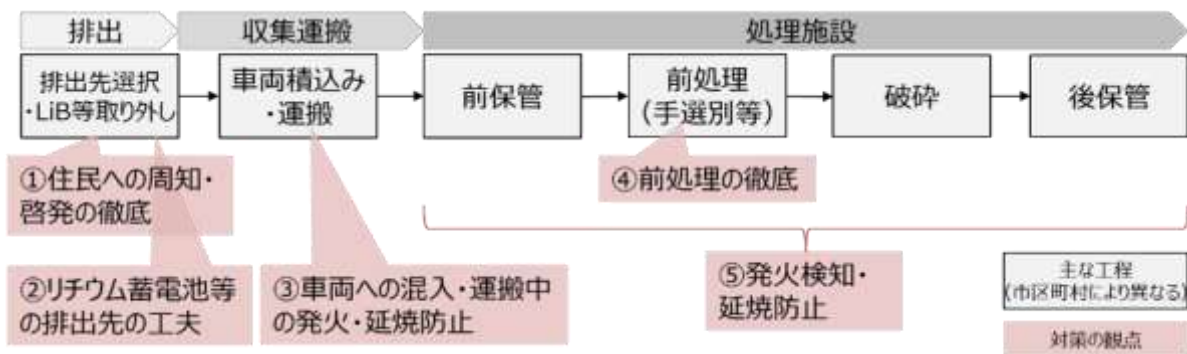 排出
収集運搬
処理施設
排出先選択
・LiB等取り外し
車両積込み
・運搬
前保管
前処理
(手選別等)
破砕
後保管
①住民への周知・
啓発の徹底
④前処理の徹底
②リチウム蓄電池等
の排出先の工夫
③車両への混入・運搬中
の発火・延焼防止
⑤発火検知・
延焼防止
主な工程
(市区町村により異なる)
対策の観点